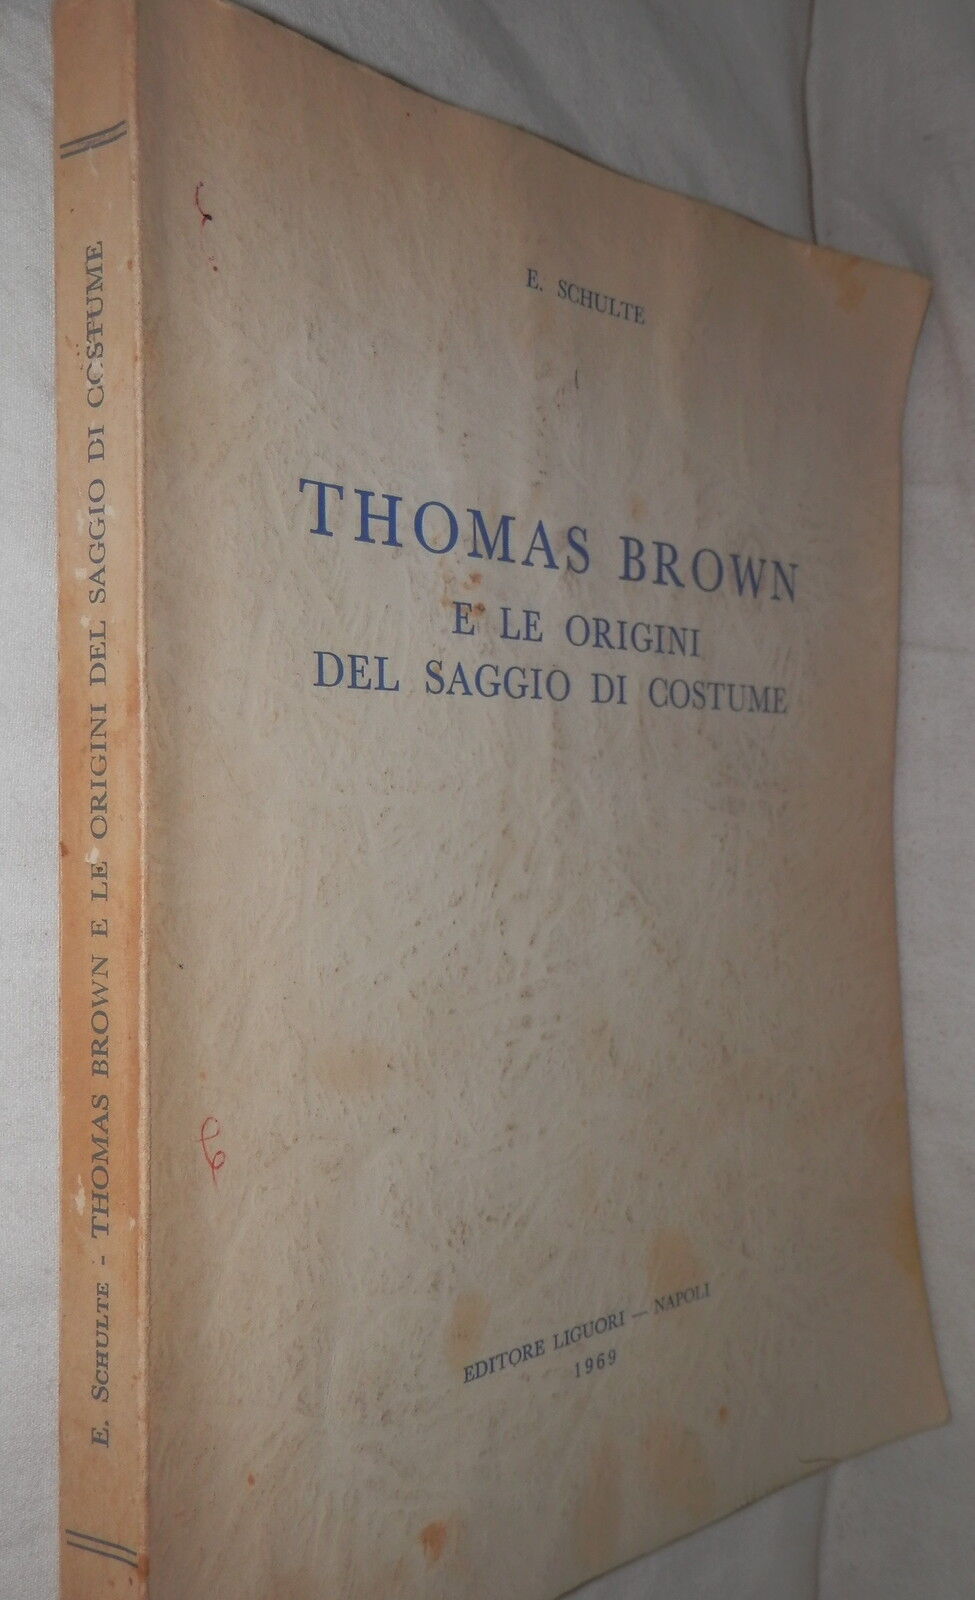 E. SCHULTE - THOMAS BROWN E LE ORIGINI DEL SAGGIO DI COSTUME
E. SCHULTE
THOMAS BROWN
E LE ORIGINI
DEL SAGGIO DI COSTUME
EDITORE LIGUORI — NAPOLI
1969